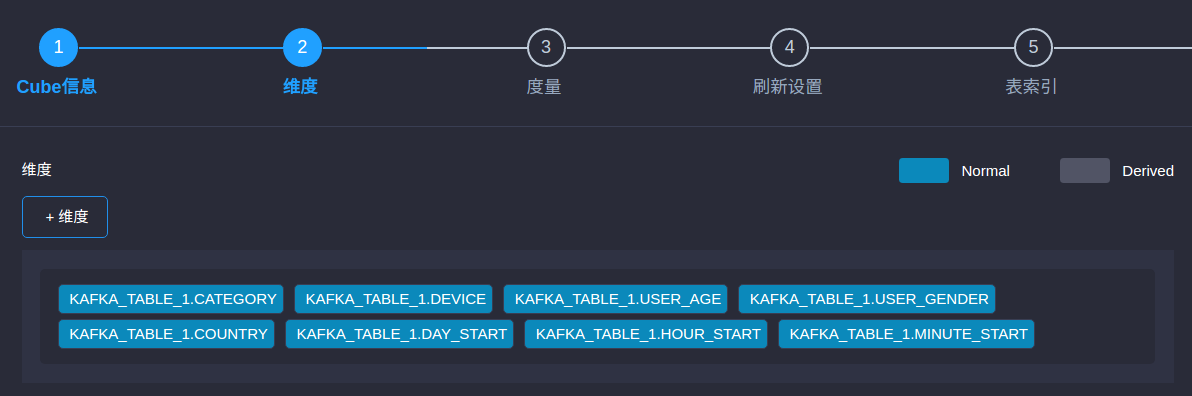 1 2 3 4 5
Cube信息 维度 度量 刷新设置 表索引
维度 Normal Derived
+ 维度
KAFKA_TABLE_1.CATEGORY KAFKA_TABLE_1.DEVICE KAFKA_TABLE_1.USER_AGE KAFKA_TABLE_1.USER_GENDER
KAFKA_TABLE_1.COUNTRY KAFKA_TABLE_1.DAY_START KAFKA_TABLE_1.HOUR_START KAFKA_TABLE_1.MINUTE_START